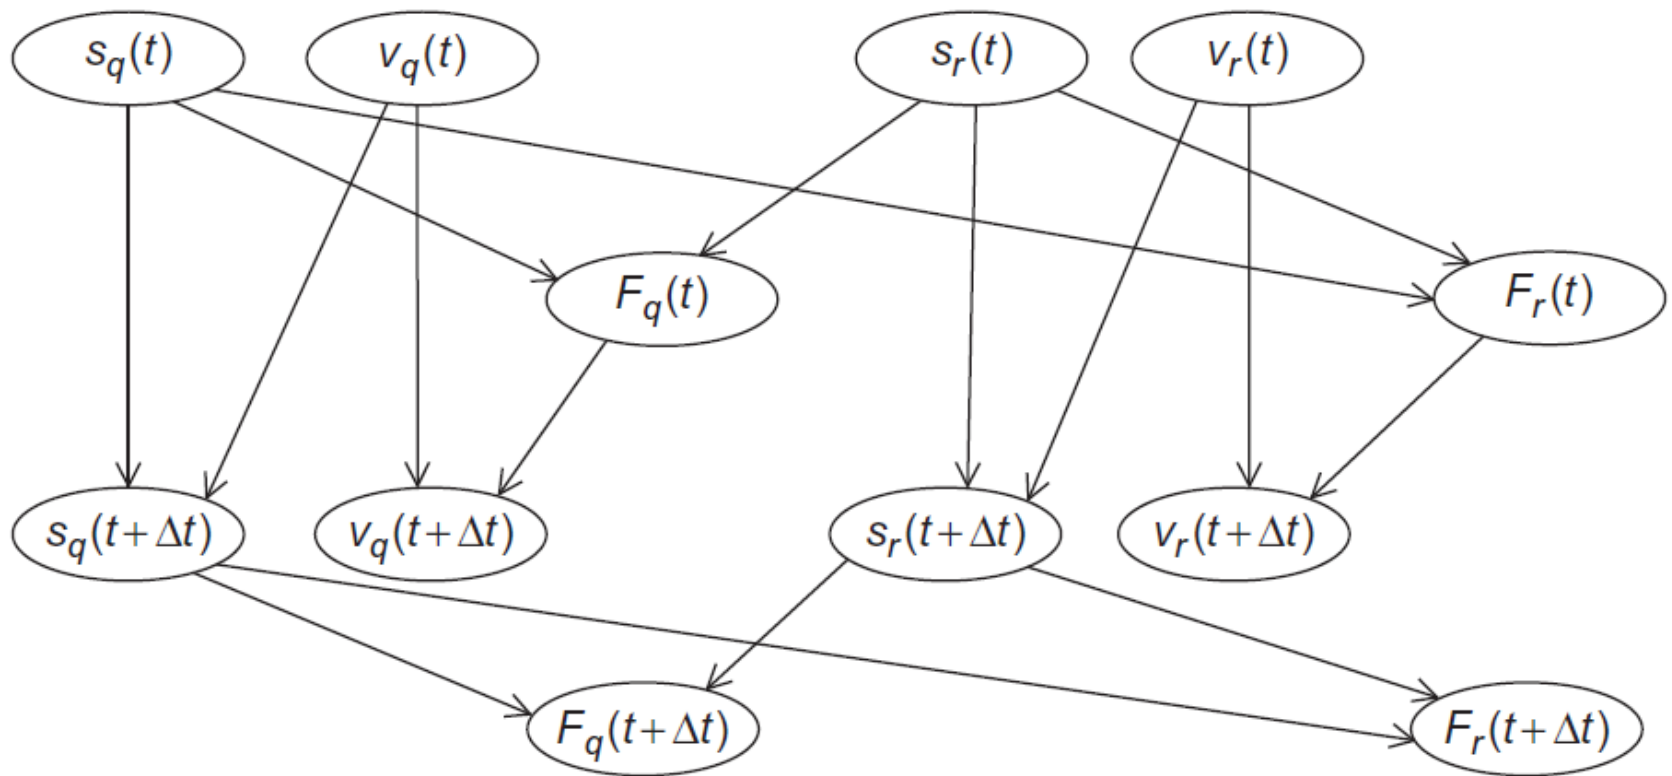 s_q(t) v_q(t) s_r(t) v_r(t)
F_q(t) F_r(t)
s_q(t+Δt) v_q(t+Δt) s_r(t+Δt) v_r(t+Δt)
F_q(t+Δt) F_r(t+Δt)